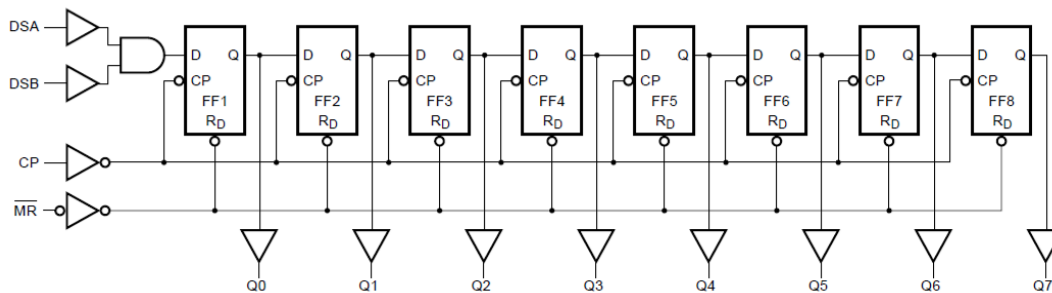 DSA
DSB
CP
MR
D Q
CP
FF1
RD
D Q
CP
FF2
RD
D Q
CP
FF3
RD
D Q
CP
FF4
RD
D Q
CP
FF5
RD
D Q
CP
FF6
RD
D Q
CP
FF7
RD
D Q
CP
FF8
RD
Q0 Q1 Q2 Q3 Q4 Q5 Q6 Q7